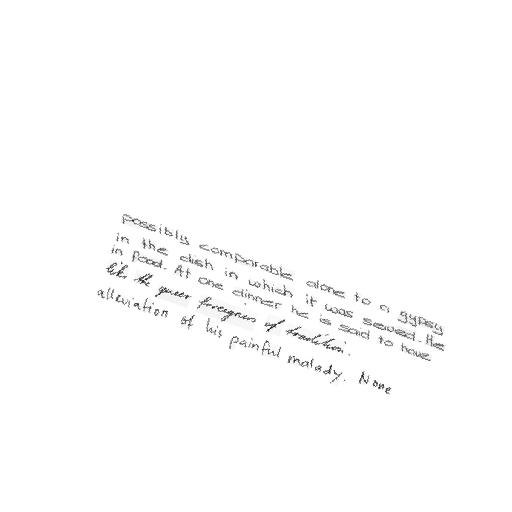 possibly comparable alone to a gypsy
in the dish in which it was served. He
in food. At one dinner he is said to have
like the queer foreigners of tradition.
alleviation of his painful malady. None